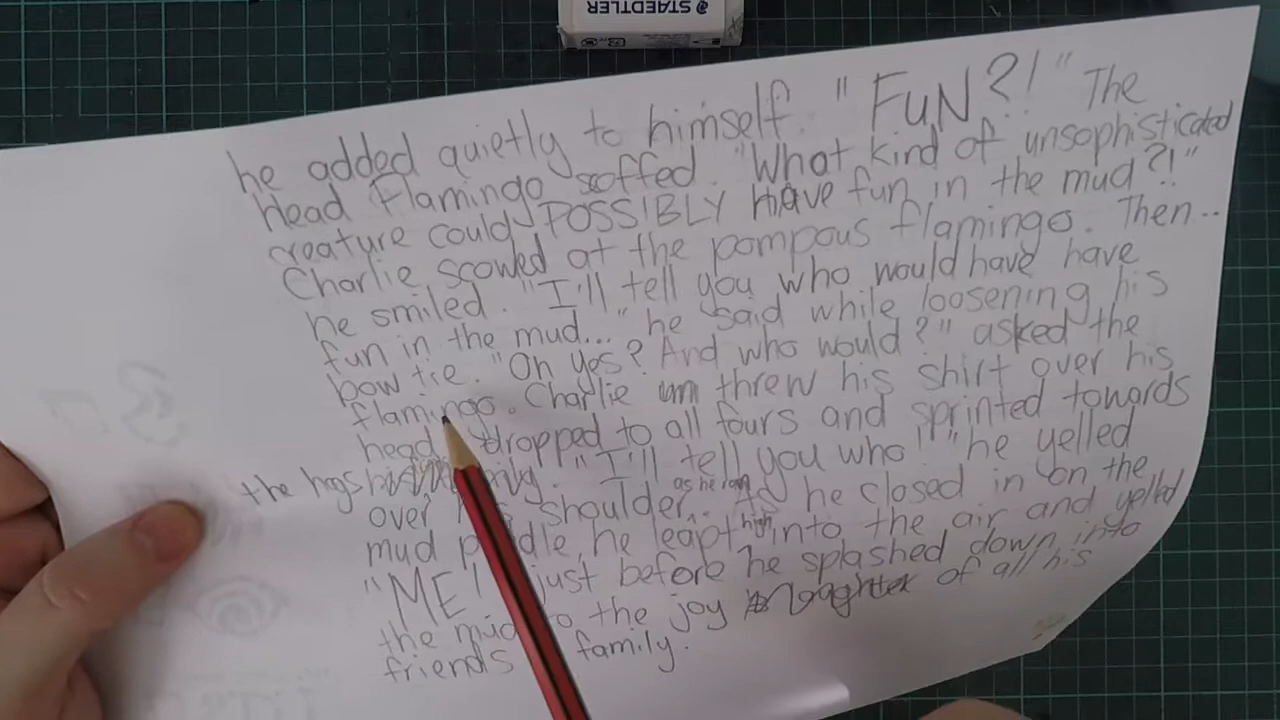 STAEDTLER
he added quietly to himself. "FUN?!" The
Head Flamingo scoffed. "What kind of unsophisticated
creature could POSSIBLY HAVE fun in the mud?!"
Charlie scowled at the pompous flamingo. Then..
he smiled. "I'll tell you who would have have
fun in the mud..." he said while loosening his
bow tie. "Oh yes? And who would?" asked the
flamingo. Charlie threw his shirt over his
head, dropped to all fours and sprinted towards
the hogs. "I'll tell you who!" he yelled
over his shoulder as he ran. As he closed in on the
mud puddle, he leapt high into the air and yelled
"ME! just before he splashed down into
the mud to the joy laughter of all his
friends family.